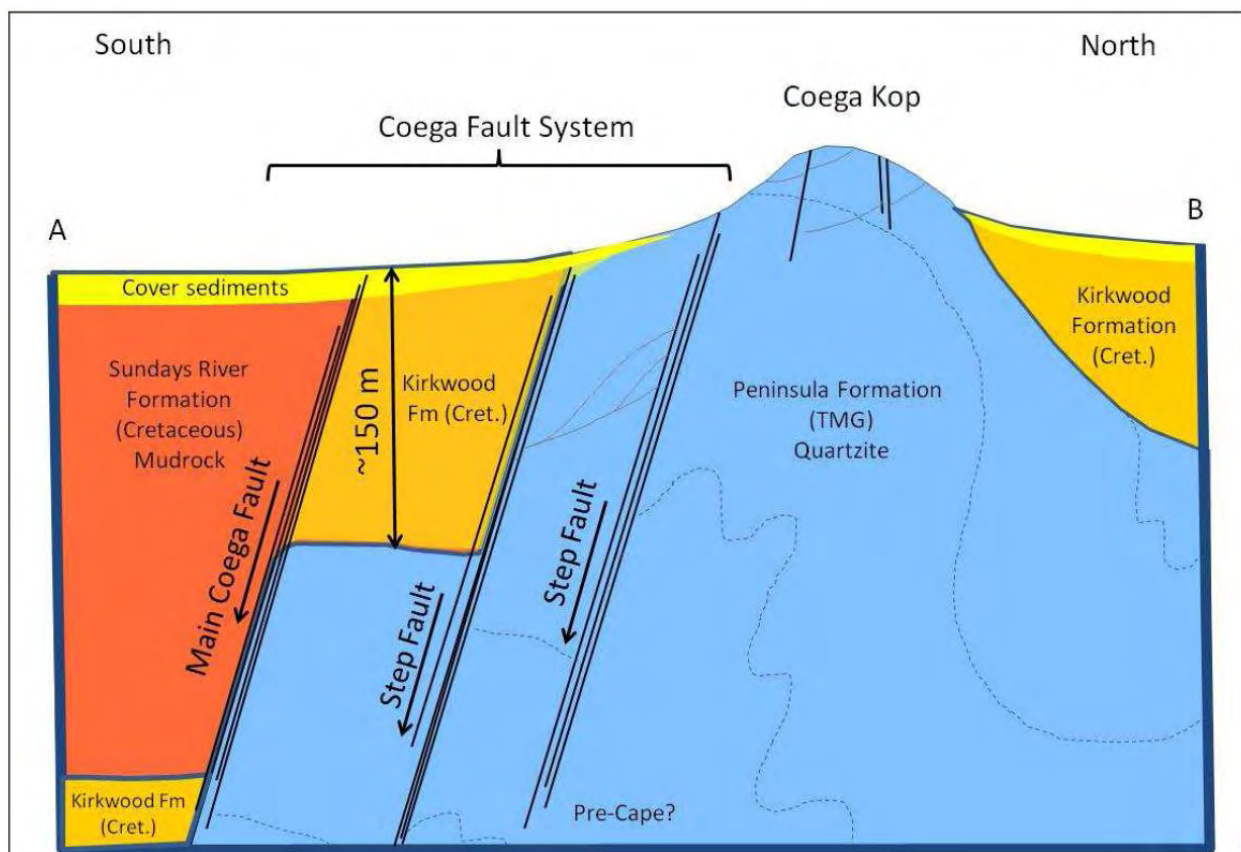 South
North
Coega Kop
Coega Fault System
A
B
Cover sediments
Sundays River
Formation
(Cretaceous)
Mudrock
Main Coega Fault
Kirkwood Fm
(Cret.)
~150 m
Kirkwood
Fm (Cret.)
Step Fault
Step Fault
Peninsula Formation
(TMG)
Quartzite
Pre-Cape?
Kirkwood
Formation
(Cret.)